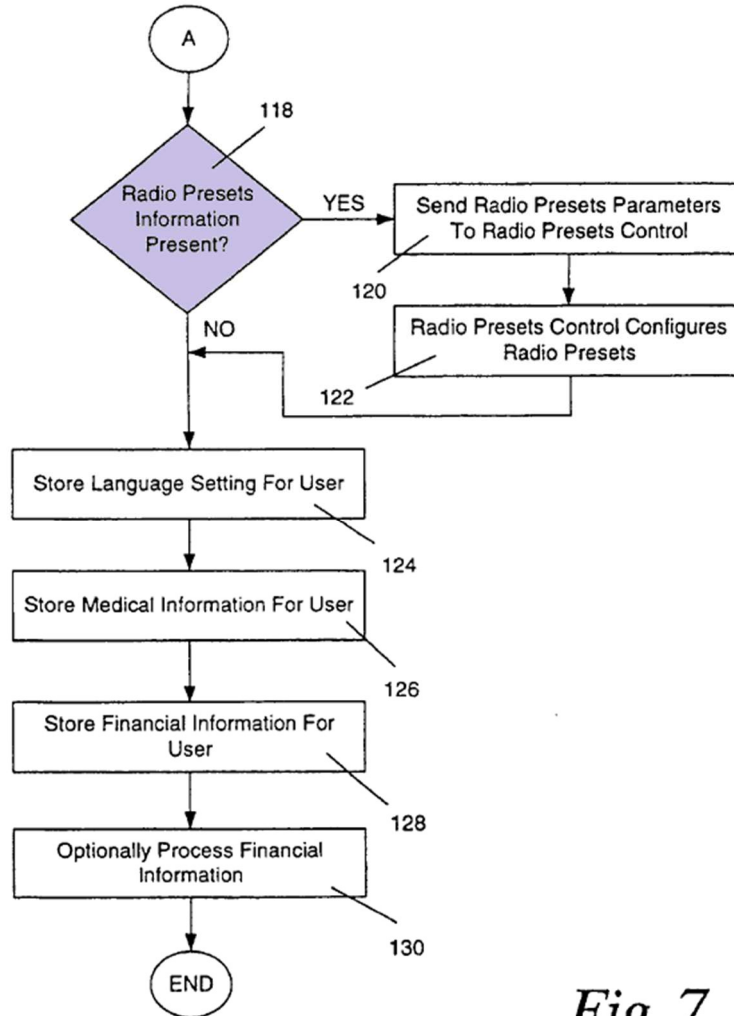 A
118
Radio Presets
Information
Present?
YES
Send Radio Presets Parameters
To Radio Presets Control
120
Radio Presets Control Configures
Radio Presets
122
NO
Store Language Setting For User
124
Store Medical Information For User
126
Store Financial Information For
User
128
Optionally Process Financial
Information
130
END
Fig. 7